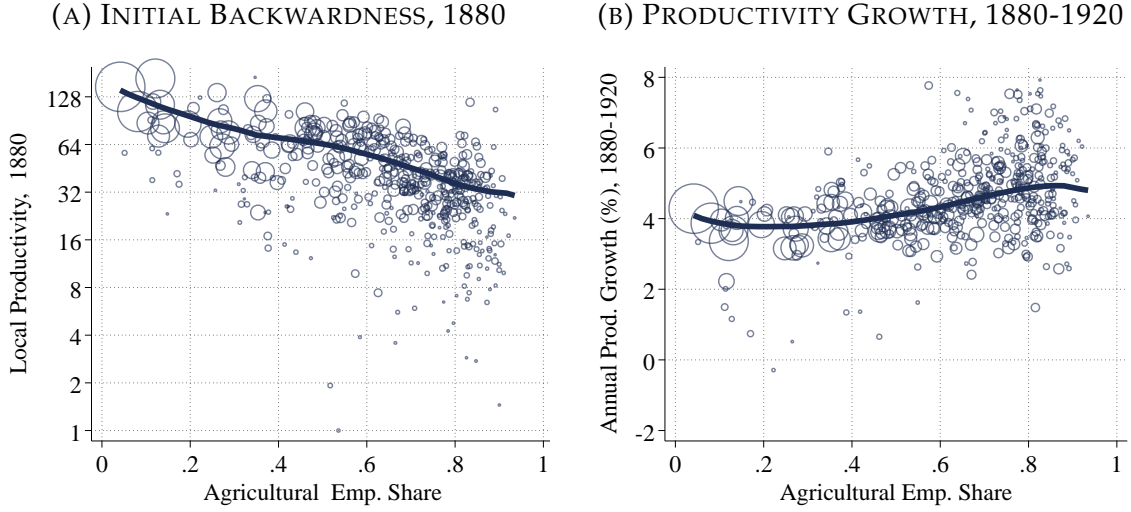 (A) INITIAL BACKWARDNESS, 1880
Local Productivity, 1880
128
64
32
16
8
4
2
1
0 .2 .4 .6 .8 1
Agricultural Emp. Share
(B) PRODUCTIVITY GROWTH, 1880-1920
Annual Prod. Growth (%), 1880-1920
8
6
4
2
0
-2
0 .2 .4 .6 .8 1
Agricultural Emp. Share